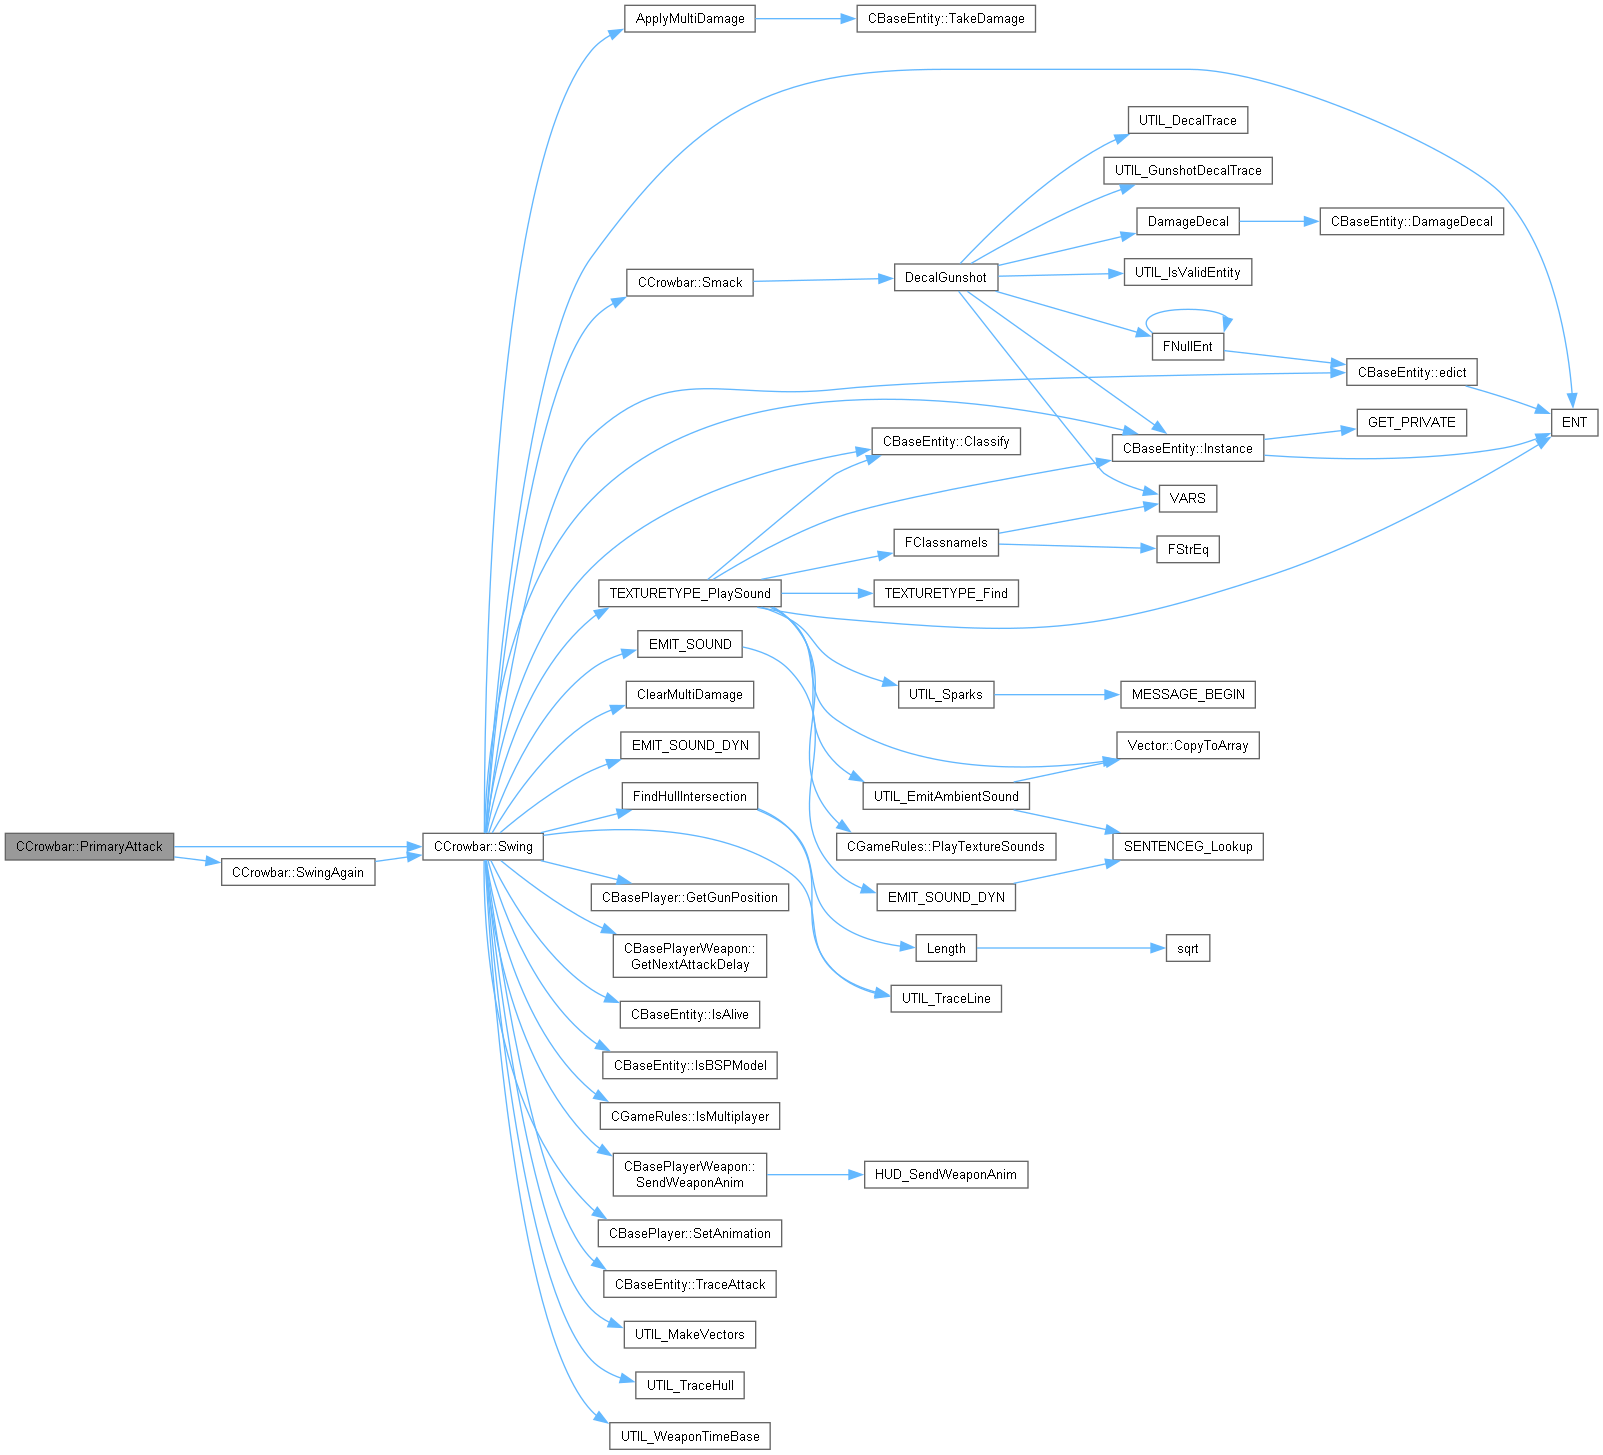 ApplyMultiDamage
CBaseEntity::TakeDamage
UTIL_DecalTrace
UTIL_GunshotDecalTrace
DamageDecal
CBaseEntity::DamageDecal
CCrowbar::Smack
DecalGunshot
UTIL_IsValidEntity
FNullEnt
CBaseEntity::edict
GET_PRIVATE
ENT
CBaseEntity::Classify
CBaseEntity::Instance
VARS
FClassnameIs
FStrEq
TEXTURETYPE_PlaySound
TEXTURETYPE_Find
EMIT_SOUND
ClearMultiDamage
UTIL_Sparks
MESSAGE_BEGIN
EMIT_SOUND_DYN
Vector::CopyToArray
FindHullIntersection
UTIL_EmitAmbientSound
CCrowbar::PrimaryAttack
CCrowbar::SwingAgain
CCrowbar::Swing
CGameRules::PlayTextureSounds
SENTENCEG_Lookup
CBasePlayer::GetGunPosition
EMIT_SOUND_DYN
CBasePlayerWeapon::
GetNextAttackDelay
Length
sqrt
UTIL_TraceLine
CBaseEntity::IsAlive
CBaseEntity::IsBSPModel
CGameRules::IsMultiplayer
CBasePlayerWeapon::
SendWeaponAnim
HUD_SendWeaponAnim
CBasePlayer::SetAnimation
CBaseEntity::TraceAttack
UTIL_MakeVectors
UTIL_TraceHull
UTIL_WeaponTimeBase